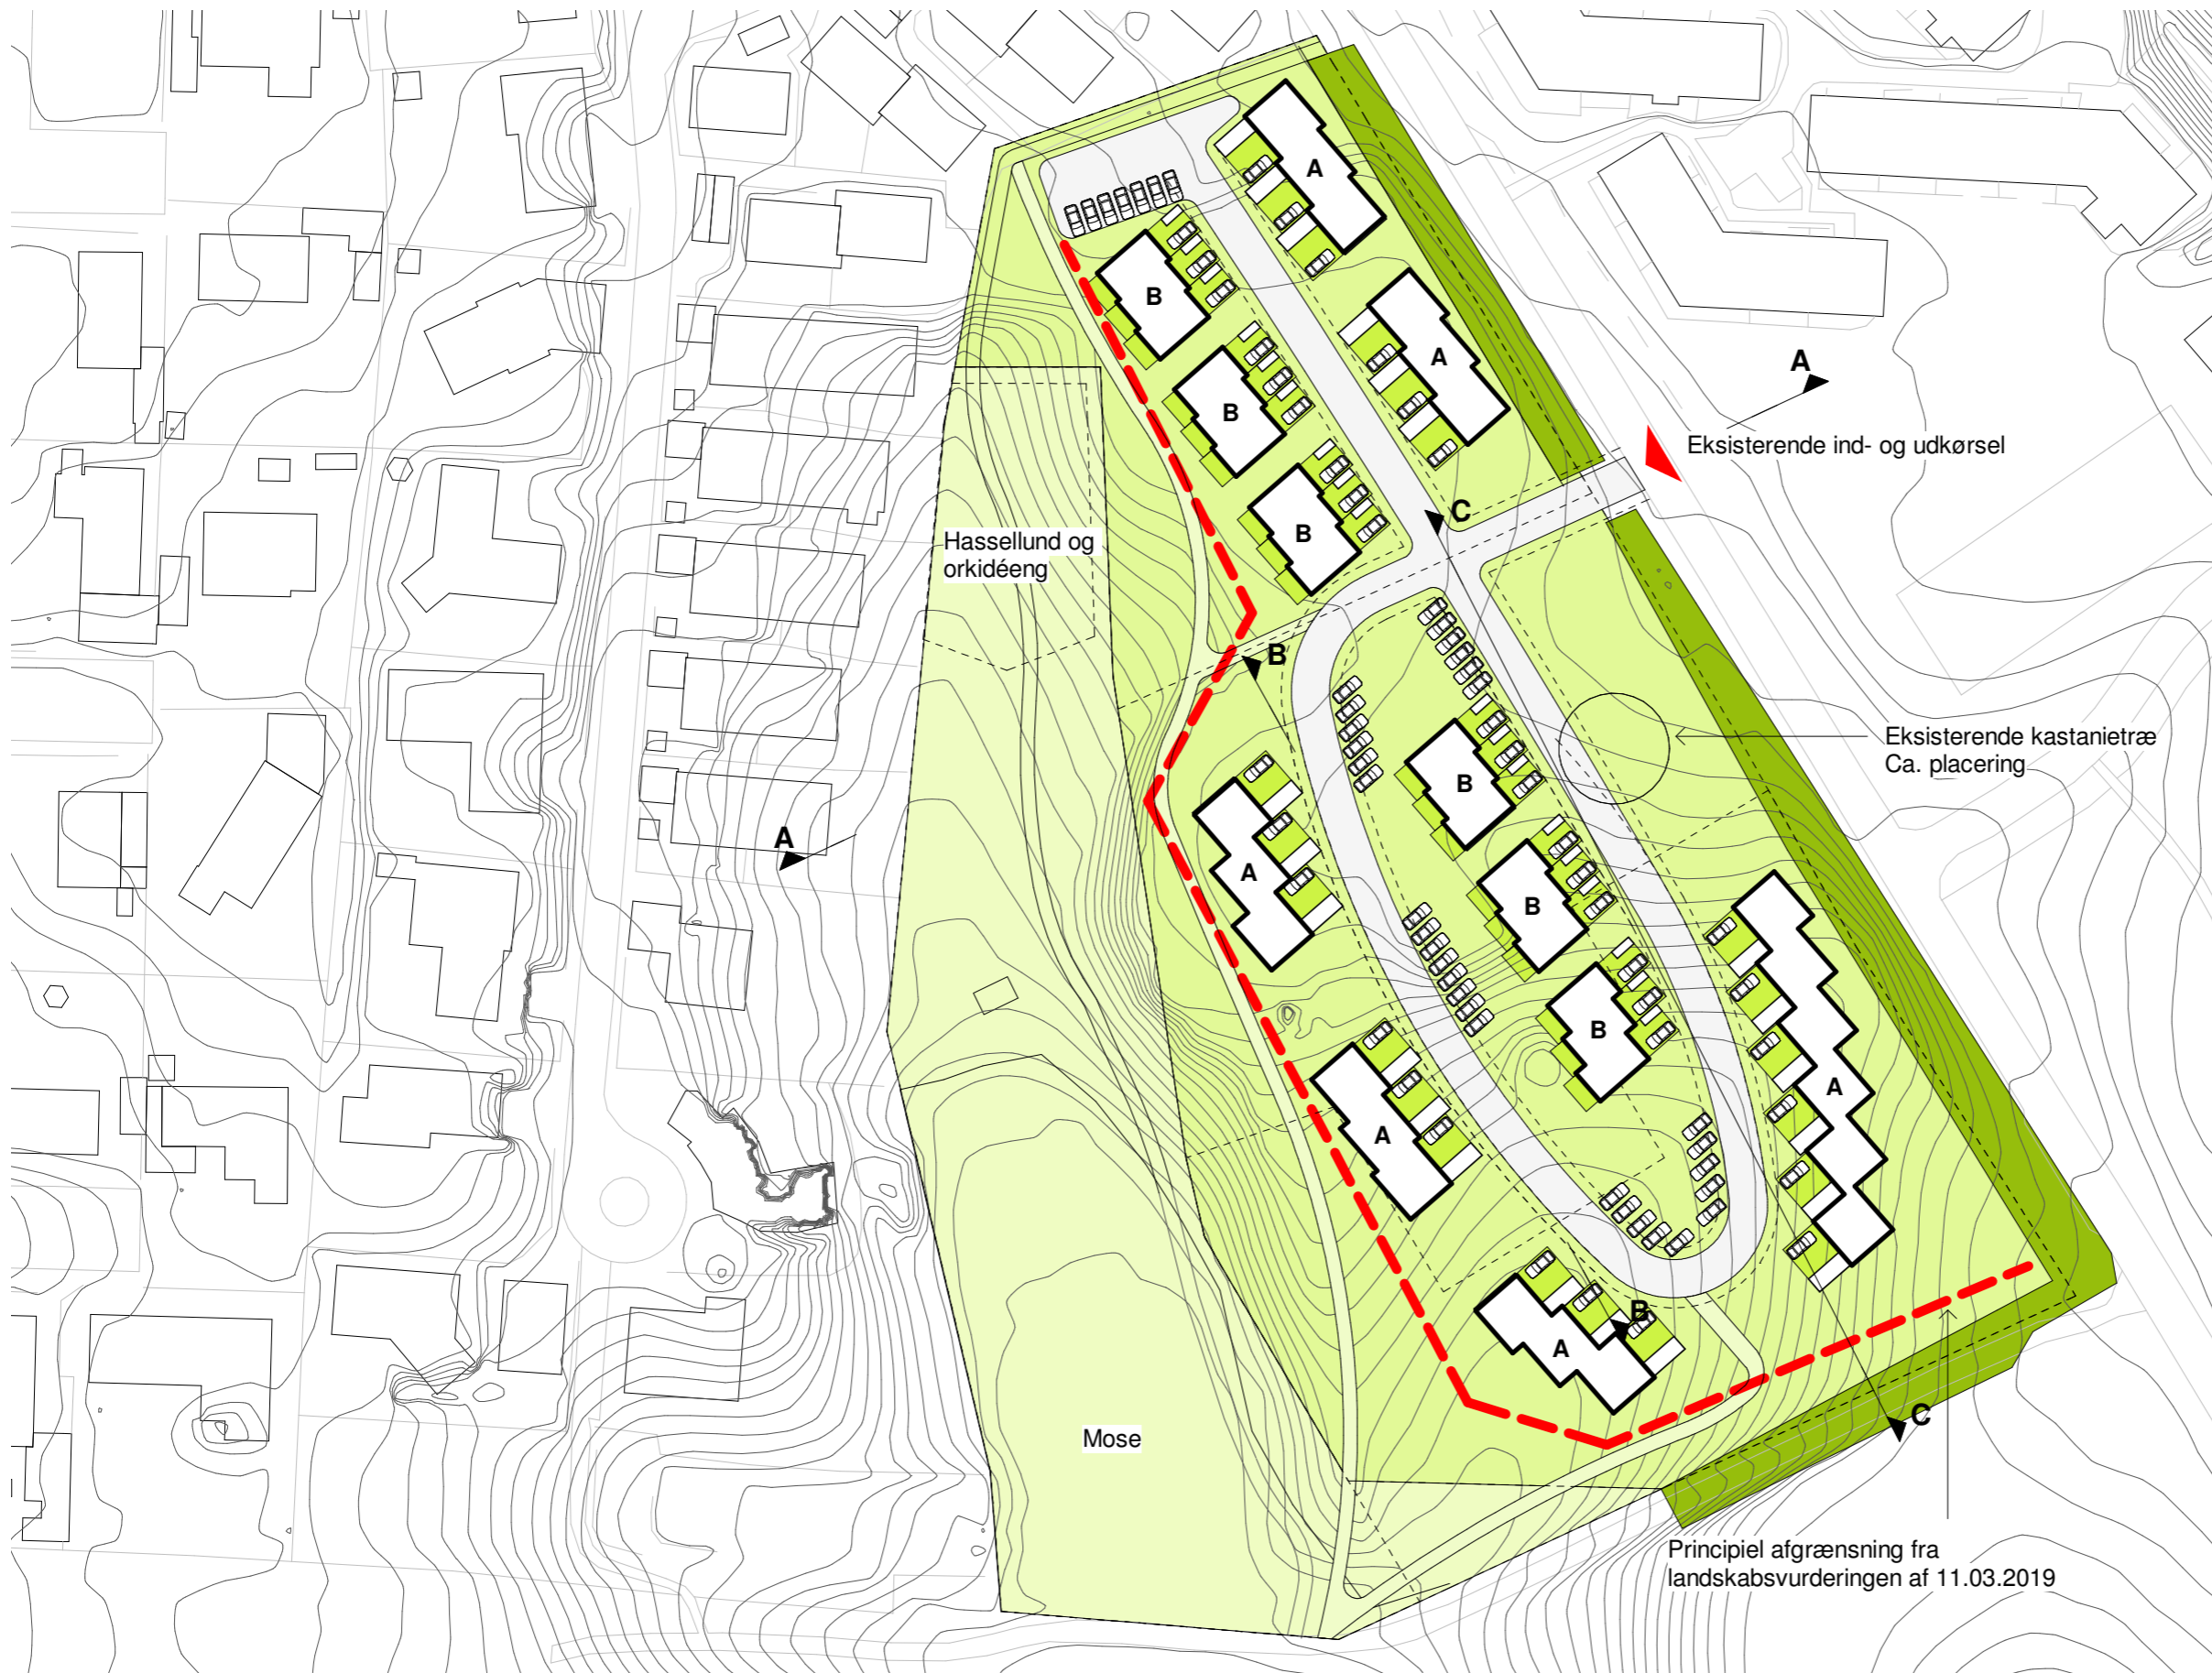 A
B
A
B
A
Eksisterende ind- og udkørsel
C
B
Hassellund og
orkidéeng
B
Eksisterende kastanietræ
Ca. placering
B
A
A
B
B
A
A
B
A
C
Mose
Principiel afgrænsning fra
landskabsvurderingen af 11.03.2019